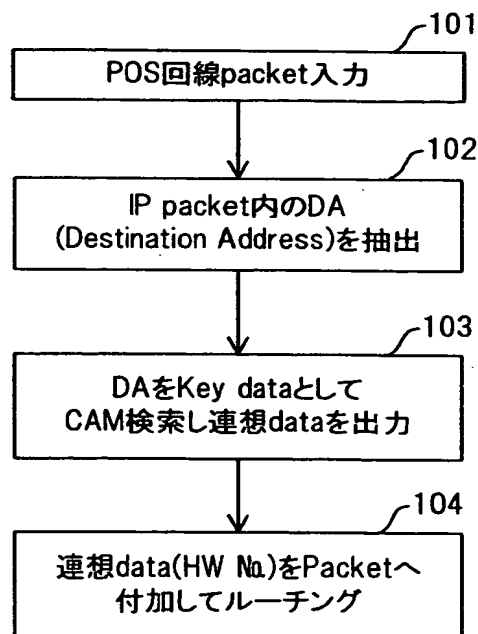 101
POS回線packet入力
102
IP packet内のDA
(Destination Address)を抽出
103
DAをKey dataとして
CAM検索し連想dataを出力
104
連想data(HW №)をPacketへ
付加してルーチング